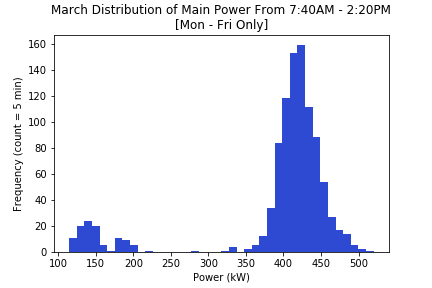 March Distribution of Main Power From 7:40AM - 2:20PM
[Mon - Fri Only]
160
140
120
100
80
60
40
20
0
Frequency (count = 5 min)
100 150 200 250 300 350 400 450 500
Power (kW)